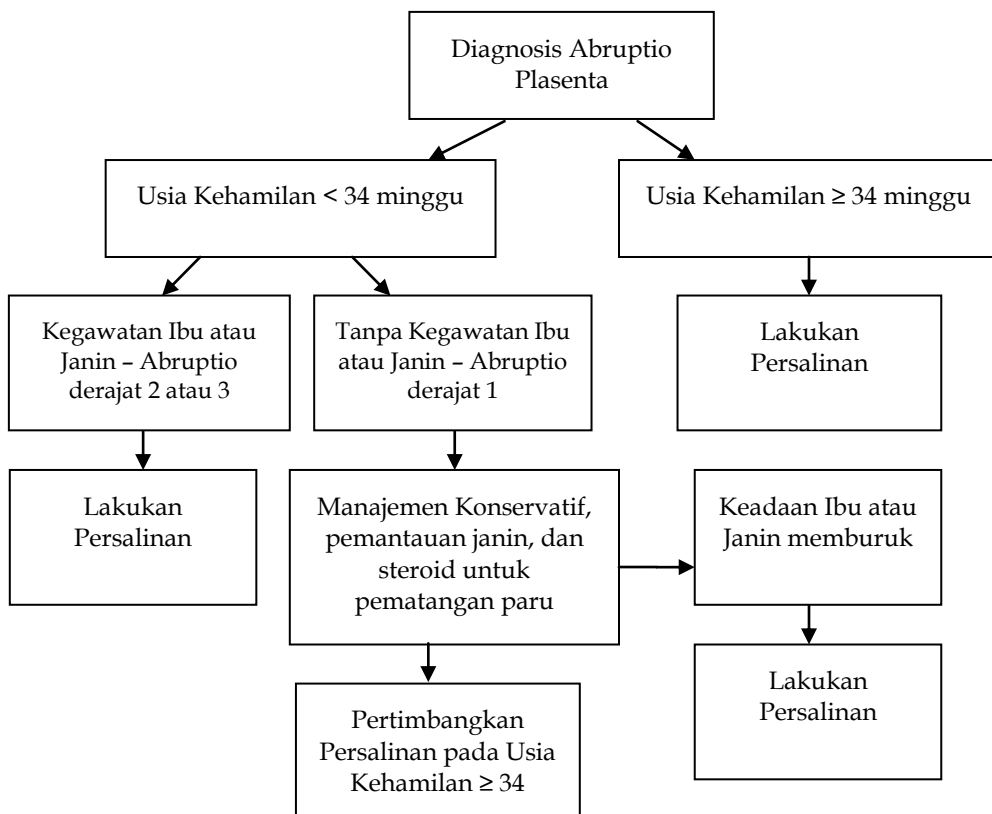 Diagnosis Abruptio
Plasenta
Usia Kehamilan < 34 minggu
Usia Kehamilan ≥ 34 minggu
Kegawatan Ibu atau
Janin – Abruptio
derajat 2 atau 3
Tanpa Kegawatan Ibu
atau Janin – Abruptio
derajat 1
Lakukan
Persalinan
Lakukan
Persalinan
Manajemen Konservatif,
pemantauan janin, dan
steroid untuk
pematangan paru
Keadaan Ibu atau
Janin memburuk
Lakukan
Persalinan
Pertimbangkan
Persalinan pada Usia
Kehamilan ≥ 34